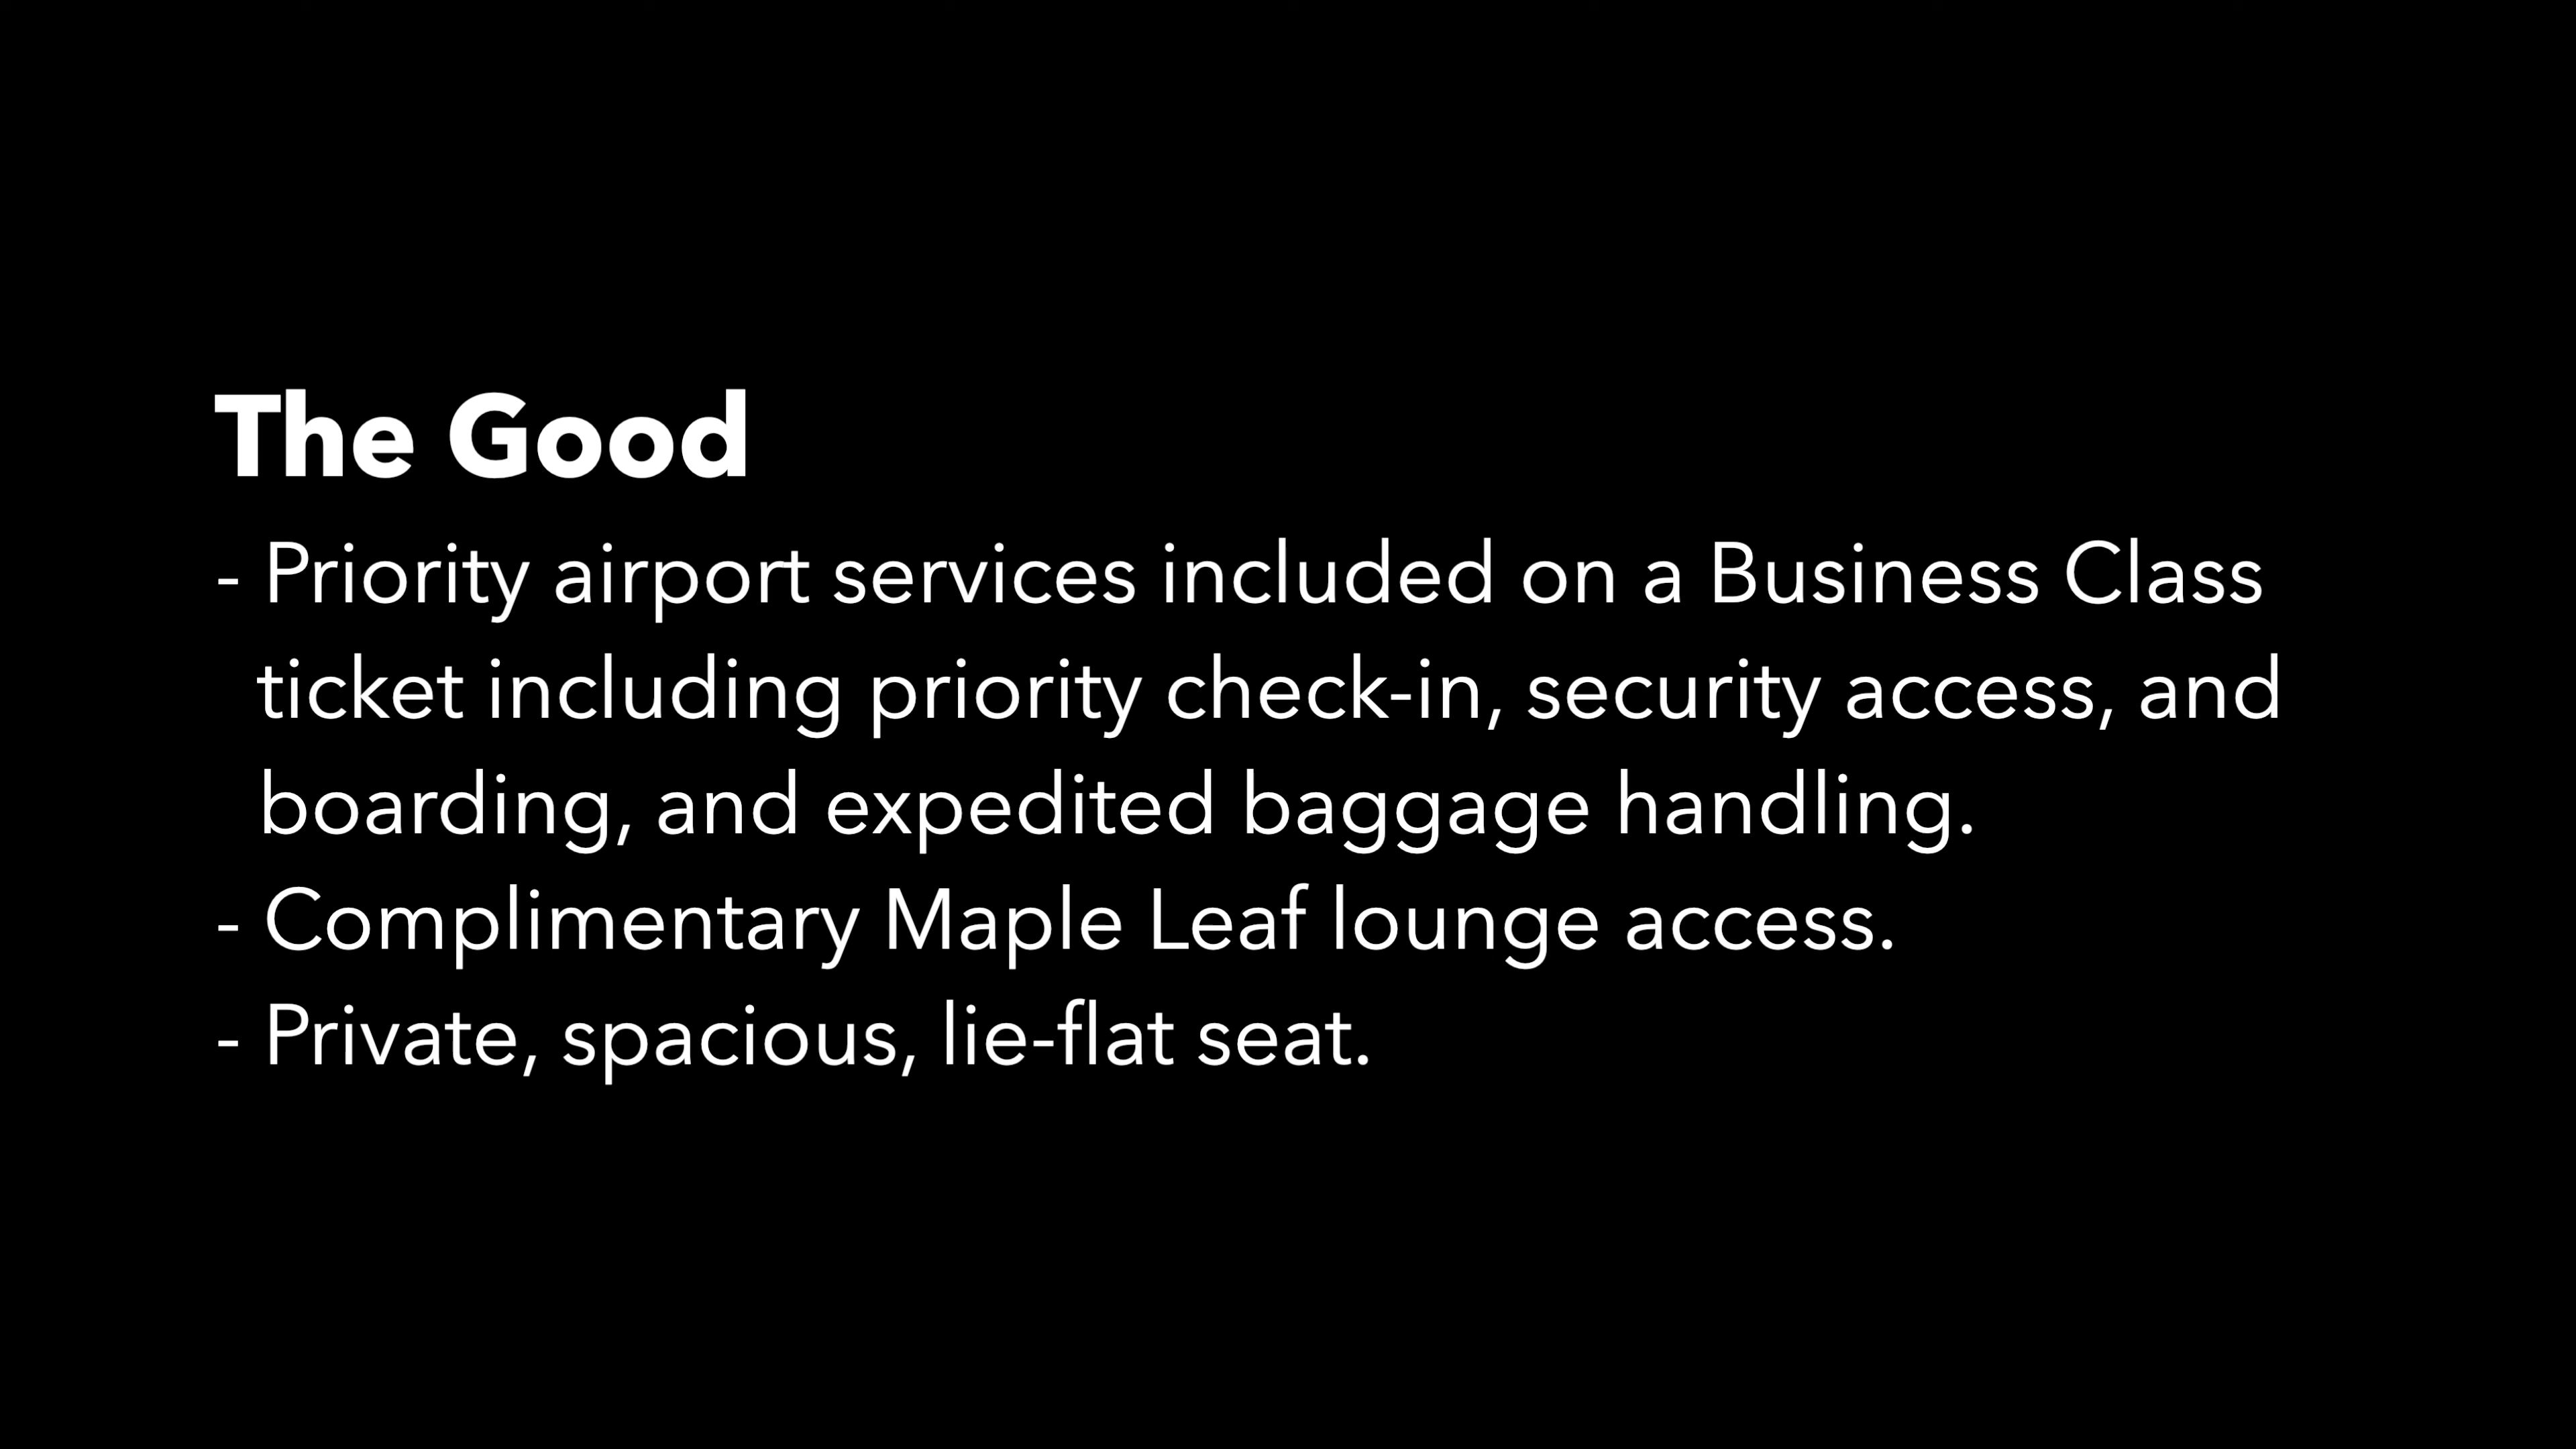 The Good
- Priority airport services included on a Business Class
ticket including priority check-in, security access, and
boarding, and expedited baggage handling.
- Complimentary Maple Leaf lounge access.
- Private, spacious, lie-flat seat.